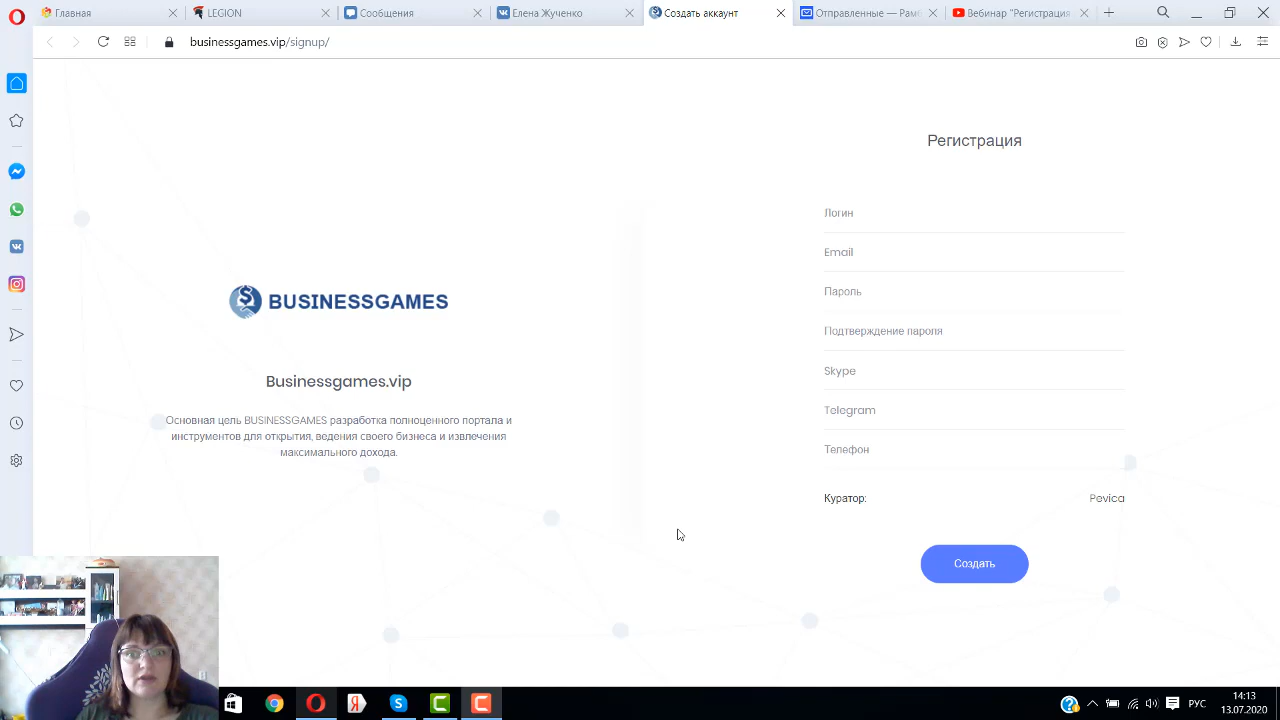 Главная
LEGION
Сообщения
Елена Жученко
Создать аккаунт
Отправленные — Рам
Вебинар "Регистрация
businessgames.vip/signup/
Регистрация
Логин
Email
Пароль
Подтверждение пароля
Skype
Telegram
Телефон
Куратор:
Pevica
Создать
BUSINESSGAMES
Businessgames.vip
Основная цель BUSINESSGAMES разработка полноценного портала и
инструментов для открытия, ведения своего бизнеса и извлечения
максимального дохода.
РУС
14:13
13.07.2020